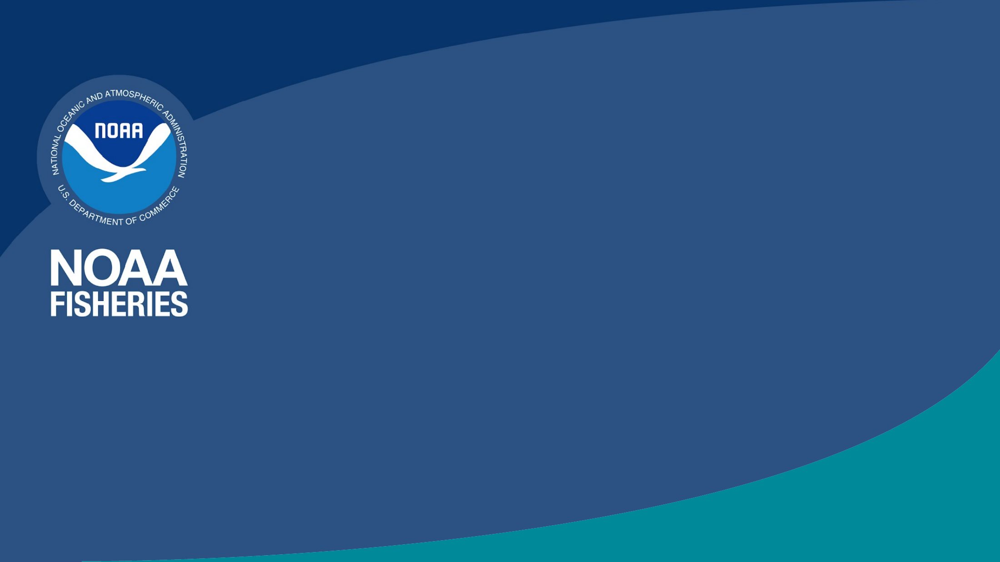 NATIONAL OCEANIC AND ATMOSPHERIC ADMINISTRATION
NOAA
U.S. DEPARTMENT OF COMMERCE
NOAA
FISHERIES